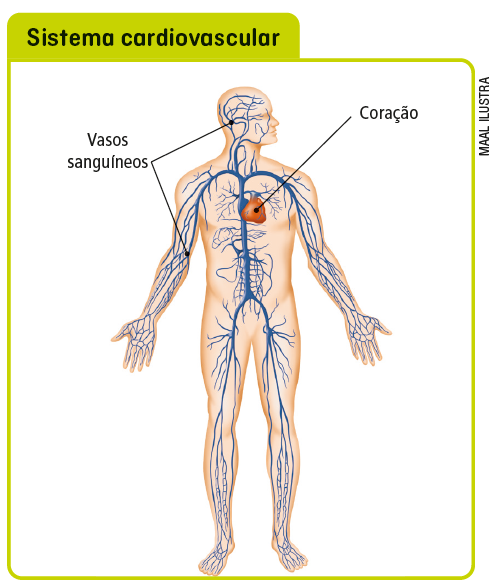 Sistema cardiovascular
Coração
Vasos
sanguíneos
MAAL ILUSTRA